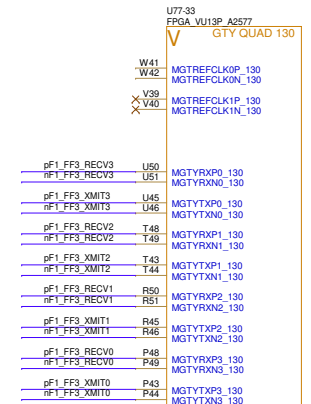 U77-33
FPGA_VU13P_A2577
V GTY QUAD 130
W41 MGTREFCLK0P_130
W42 MGTREFCLK0N_130
V39 MGTREFCLK1P_130
V40 MGTREFCLK1N_130
pF1_FF3_RECV3 U50 MGTYRXP0_130
nF1_FF3_RECV3 U51 MGTYRXN0_130
pF1_FF3_XMIT3 U45 MGTYTXP0_130
nF1_FF3_XMIT3 U46 MGTYTXN0_130
pF1_FF3_RECV2 T48 MGTYRXP1_130
nF1_FF3_RECV2 T49 MGTYRXN1_130
pF1_FF3_XMIT2 T43 MGTYTXP1_130
nF1_FF3_XMIT2 T44 MGTYTXN1_130
pF1_FF3_RECV1 R50 MGTYRXP2_130
nF1_FF3_RECV1 R51 MGTYRXN2_130
pF1_FF3_XMIT1 R45 MGTYTXP2_130
nF1_FF3_XMIT1 R46 MGTYTXN2_130
pF1_FF3_RECV0 P48 MGTYRXP3_130
nF1_FF3_RECV0 P49 MGTYRXN3_130
pF1_FF3_XMIT0 P43 MGTYTXP3_130
nF1_FF3_XMIT0 P44 MGTYTXN3_130